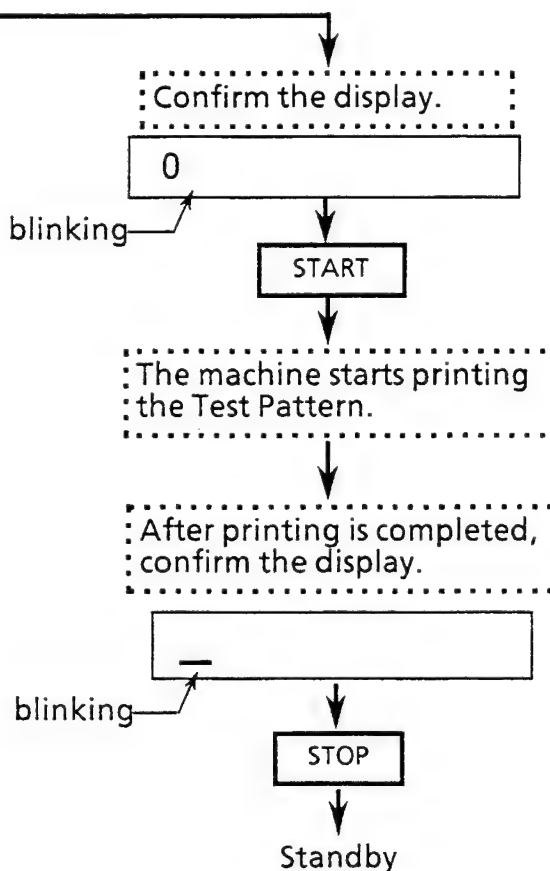 Confirm the display.
0
blinking
START
The machine starts printing
the Test Pattern.
After printing is completed,
confirm the display.
_
blinking
STOP
Standby